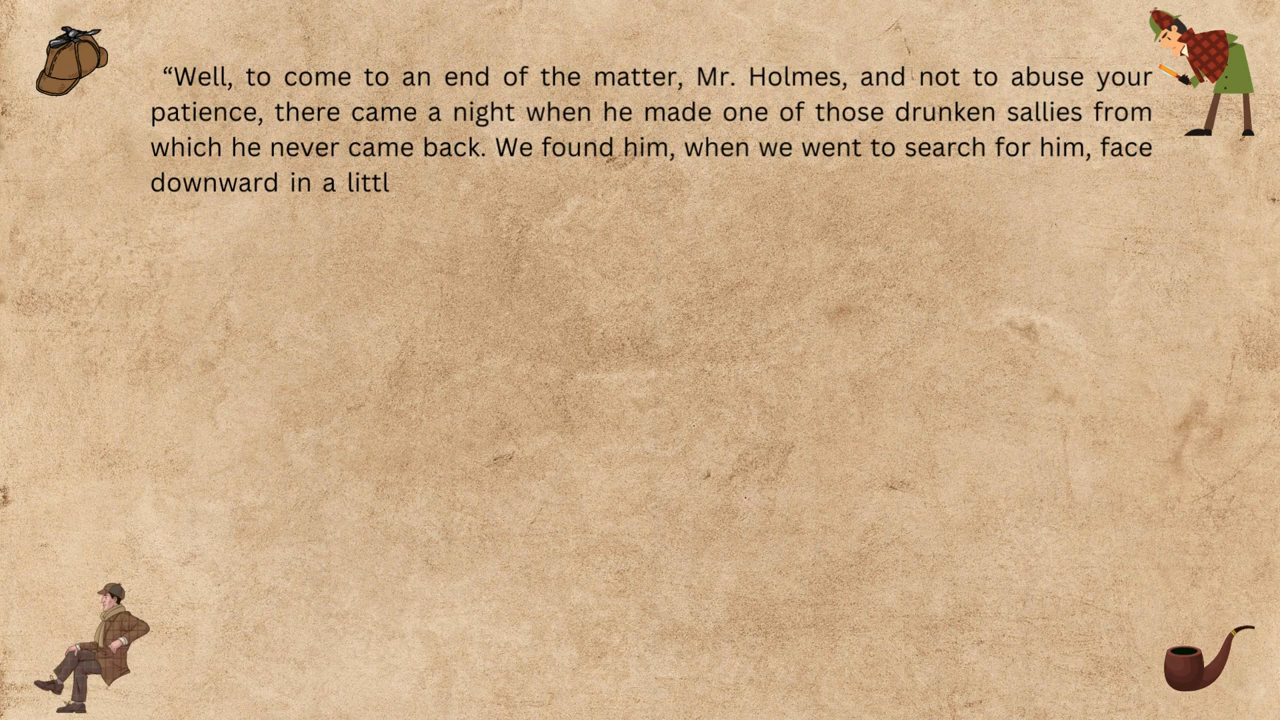 “Well, to come to an end of the matter, Mr. Holmes, and not to abuse your
patience, there came a night when he made one of those drunken sallies from
which he never came back. We found him, when we went to search for him, face
downward in a littl